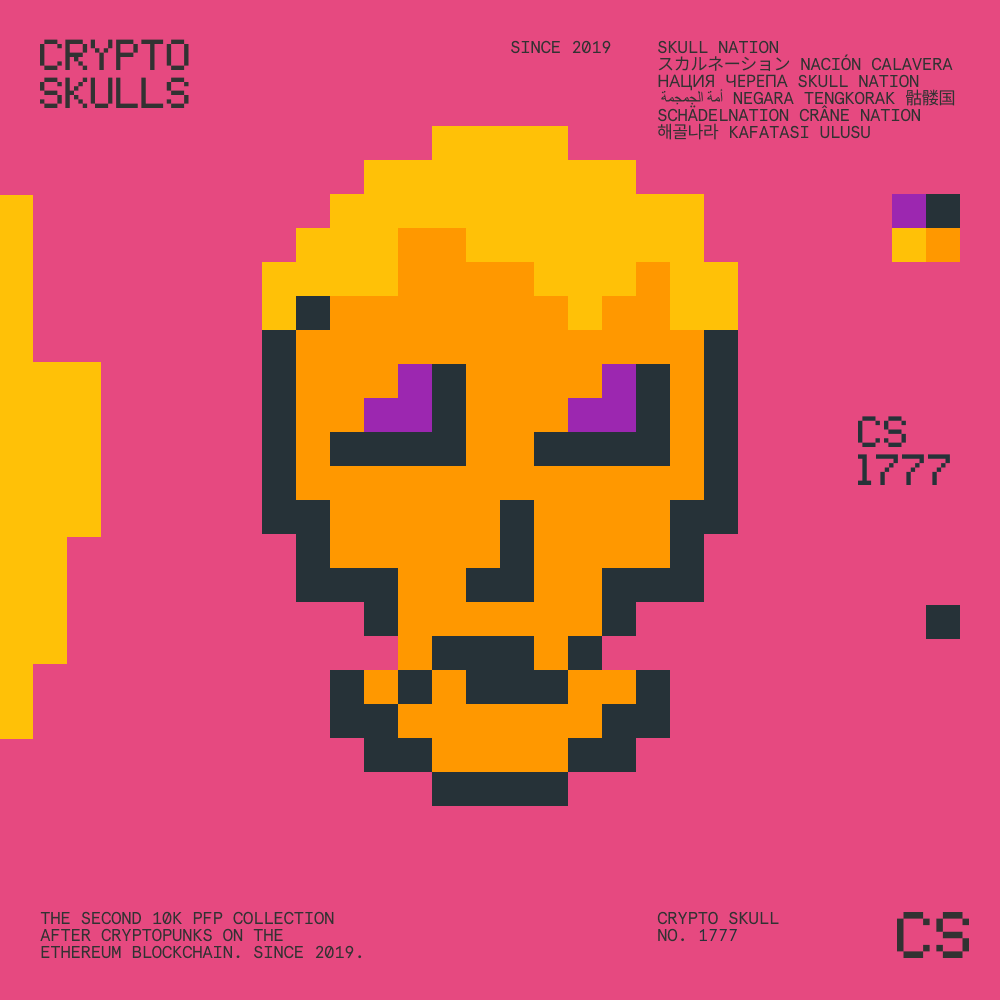 CRYPTO
SKULLS
SINCE 2019
SKULL NATION
スカルネーション NACIÓN CALAVERA
НАЦИЯ ЧЕРЕПА SKULL NATION
أمة الجمجمة NEGARA TENGKORAK 骷髅国
SCHÄDELNATION CRÂNE NATION
해골나라 KAFATASI ULUSU
CS
1777
THE SECOND 10K PFP COLLECTION
AFTER CRYPTOPUNKS ON THE
ETHEREUM BLOCKCHAIN. SINCE 2019.
CRYPTO SKULL
NO. 1777
CS